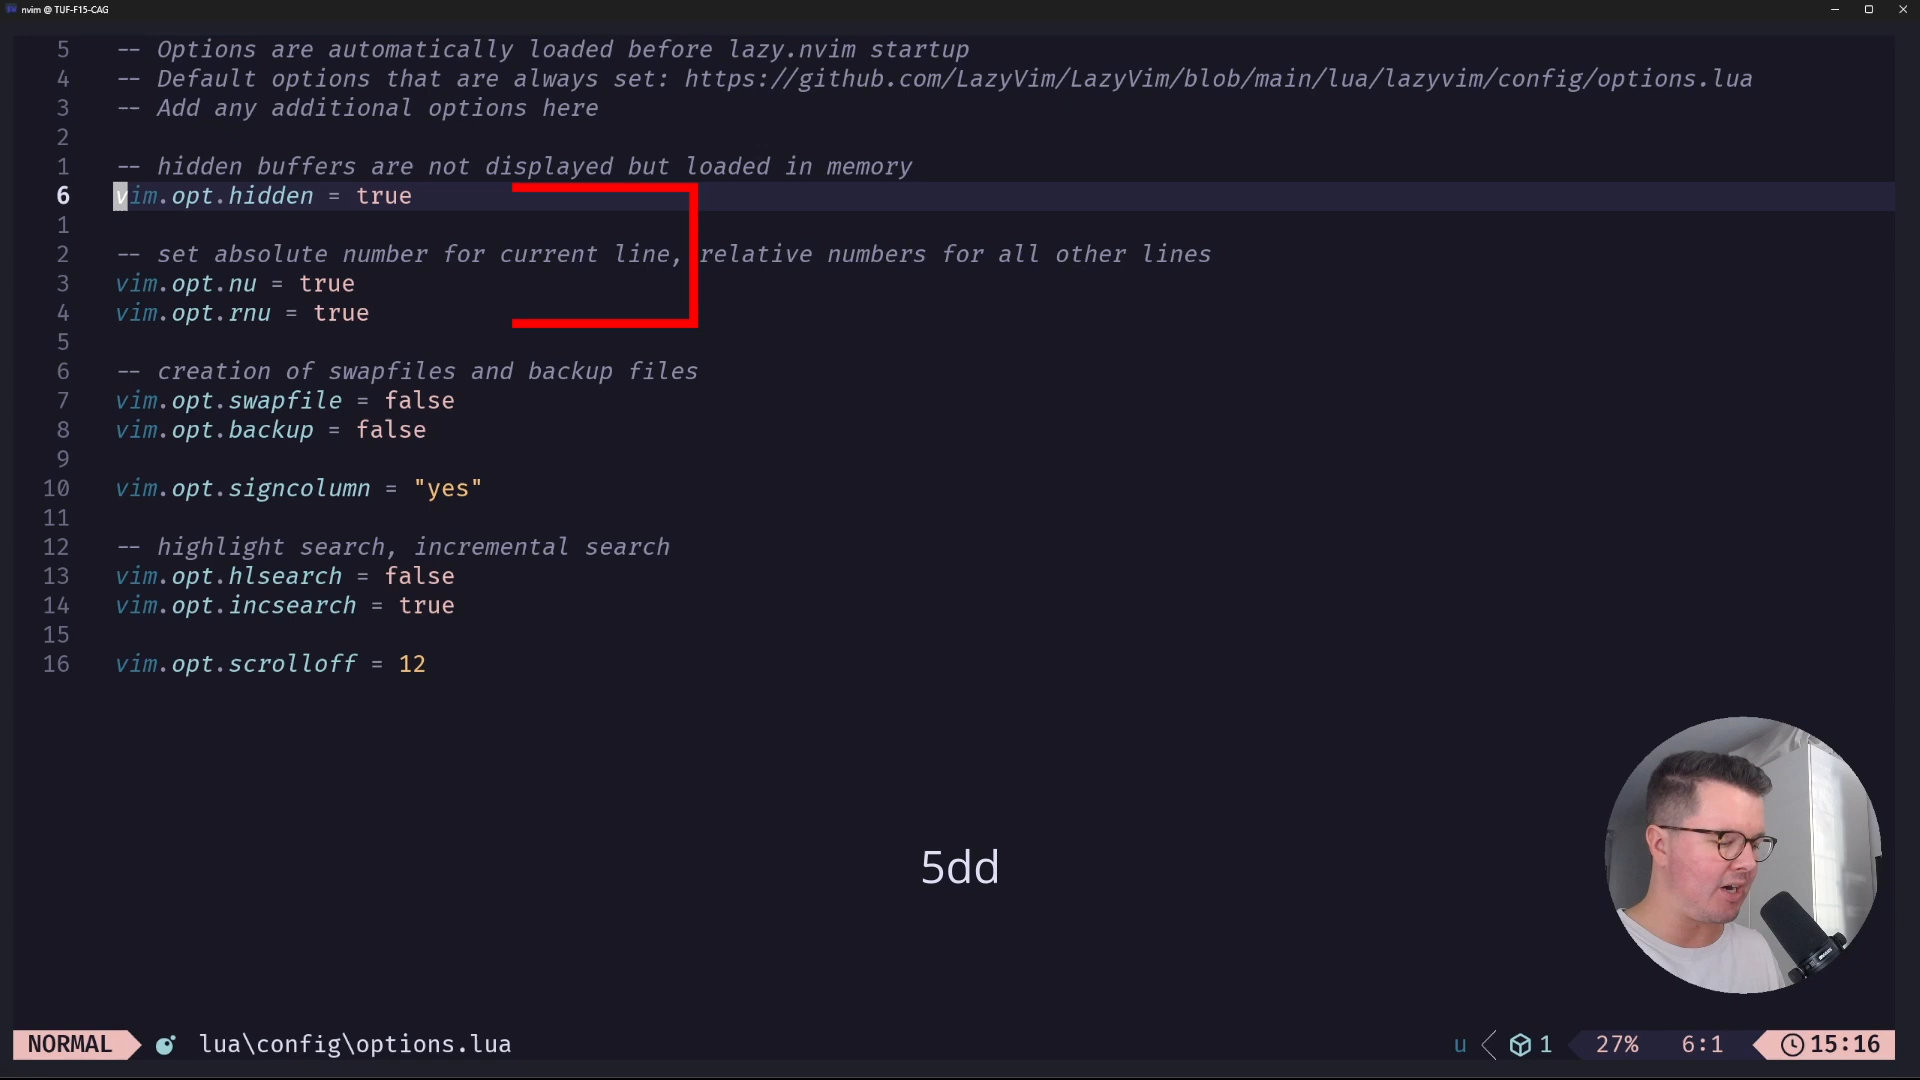 nvim @ TUF-F15-CAG
5 -- Options are automatically loaded before lazy.nvim startup
4 -- Default options that are always set: https://github.com/LazyVim/LazyVim/blob/main/lua/lazyvim/config/options.lua
3 -- Add any additional options here
2
1 -- hidden buffers are not displayed but loaded in memory
6 vim.opt.hidden = true
1
2 -- set absolute number for current line, relative numbers for all other lines
3 vim.opt.nu = true
4 vim.opt.rnu = true
5
6 -- creation of swapfiles and backup files
7 vim.opt.swapfile = false
8 vim.opt.backup = false
9
10 vim.opt.signcolumn = "yes"
11
12 -- highlight search, incremental search
13 vim.opt.hlsearch = false
14 vim.opt.incsearch = true
15
16 vim.opt.scrolloff = 12
5dd
NORMAL lua\config\options.lua u 1 27% 6:1 15:16